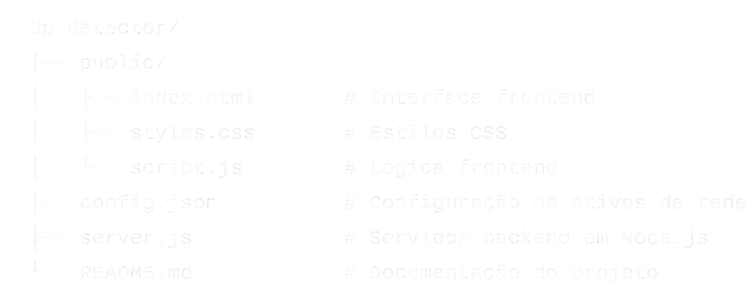 Up detector/
├── public/
│   ├── index.html       # Interface frontend
│   ├── styles.css       # Estilos CSS
│   └── script.js        # Lógica frontend
├── config.json          # Configuração de ativos de rede
├── server.js            # Servidor backend em Node.js
└── README.md            # Documentação do projeto